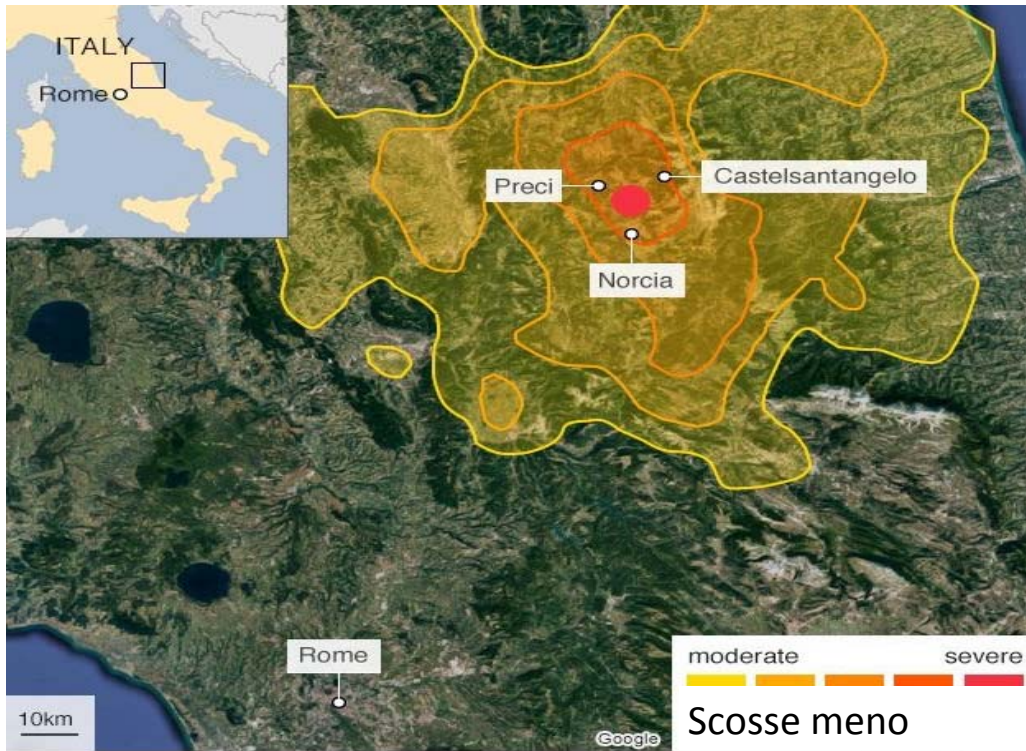 ITALY
Rome
Preci
Castelsantangelo
Norcia
Rome
10km
Google
moderate severe
Scosse meno